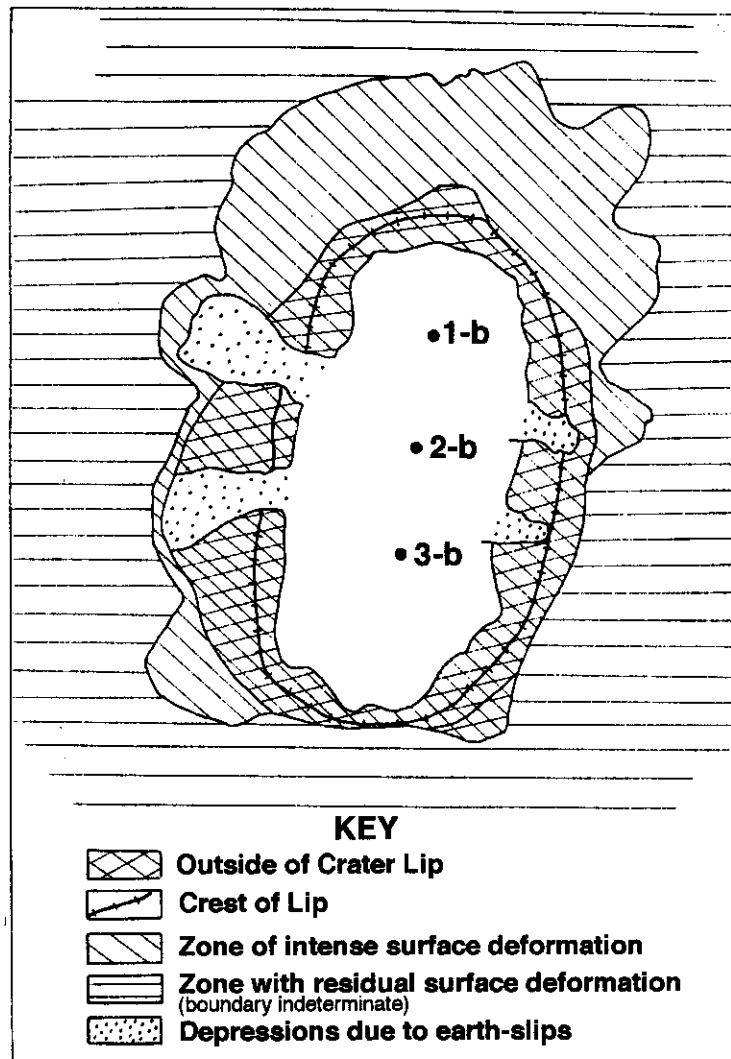 1-b
2-b
3-b
KEY
Outside of Crater Lip
Crest of Lip
Zone of intense surface deformation
Zone with residual surface deformation
(boundary indeterminate)
Depressions due to earth-slips